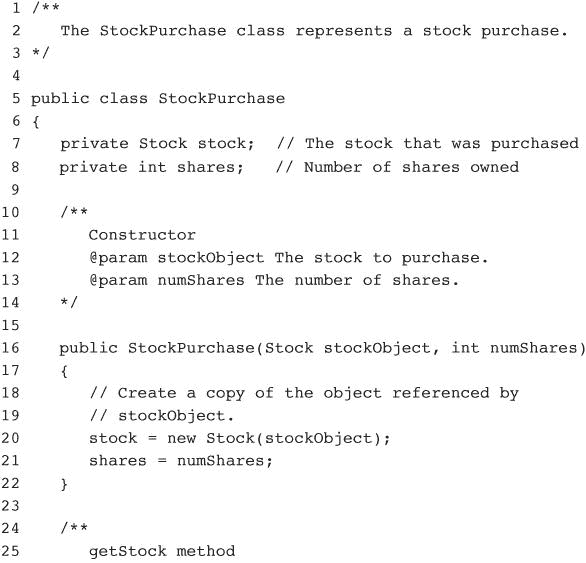 1 /**
2    The StockPurchase class represents a stock purchase.
3 */
4
5 public class StockPurchase
6 {
7    private Stock stock;  // The stock that was purchased
8    private int shares;   // Number of shares owned
9
10    /**
11       Constructor
12       @param stockObject The stock to purchase.
13       @param numShares The number of shares.
14    */
15
16    public StockPurchase(Stock stockObject, int numShares)
17    {
18       // Create a copy of the object referenced by
19       // stockObject.
20       stock = new Stock(stockObject);
21       shares = numShares;
22    }
23
24    /**
25       getStock method